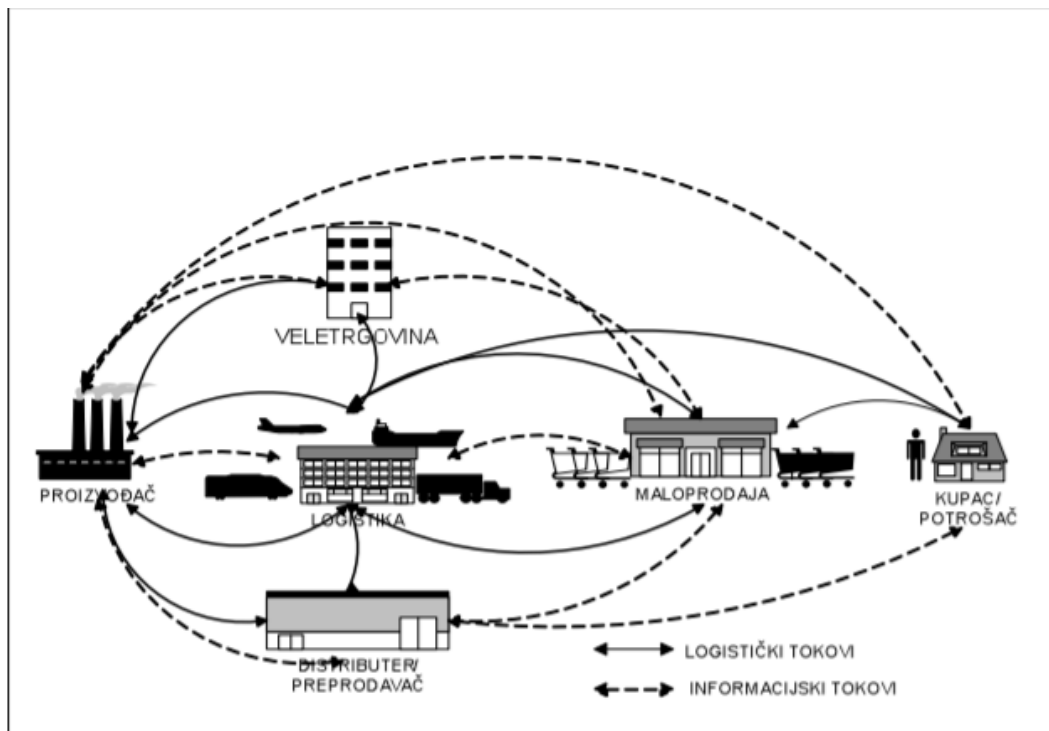 VELETRGOVINA
PROIZVOĐAČ
LOGISTIKA
MALOPRODAJA
KUPAC/
POTROŠAČ
DISTRIBUTER/
PREPRODAVAČ
LOGISTIČKI TOKOVI
INFORMACIJSKI TOKOVI